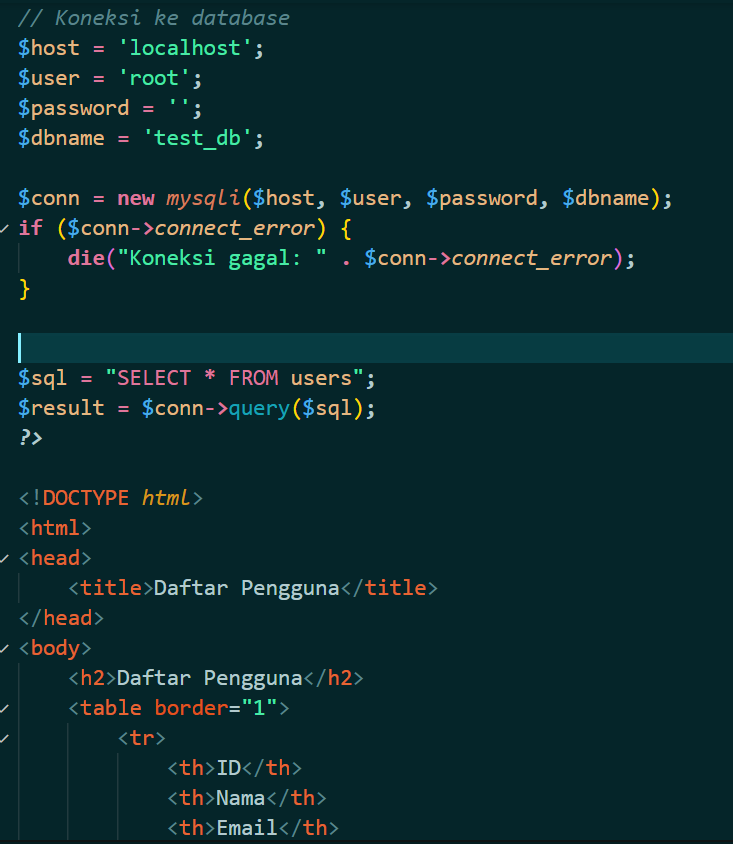 // Koneksi ke database
$host = 'localhost';
$user = 'root';
$password = '';
$dbname = 'test_db';
$conn = new mysqli($host, $user, $password, $dbname);
if ($conn->connect_error) {
    die("Koneksi gagal: " . $conn->connect_error);
}
$sql = "SELECT * FROM users";
$result = $conn->query($sql);
?>
<!DOCTYPE html>
<html>
<head>
    <title>Daftar Pengguna</title>
</head>
<body>
    <h2>Daftar Pengguna</h2>
    <table border="1">
        <tr>
            <th>ID</th>
            <th>Nama</th>
            <th>Email</th>